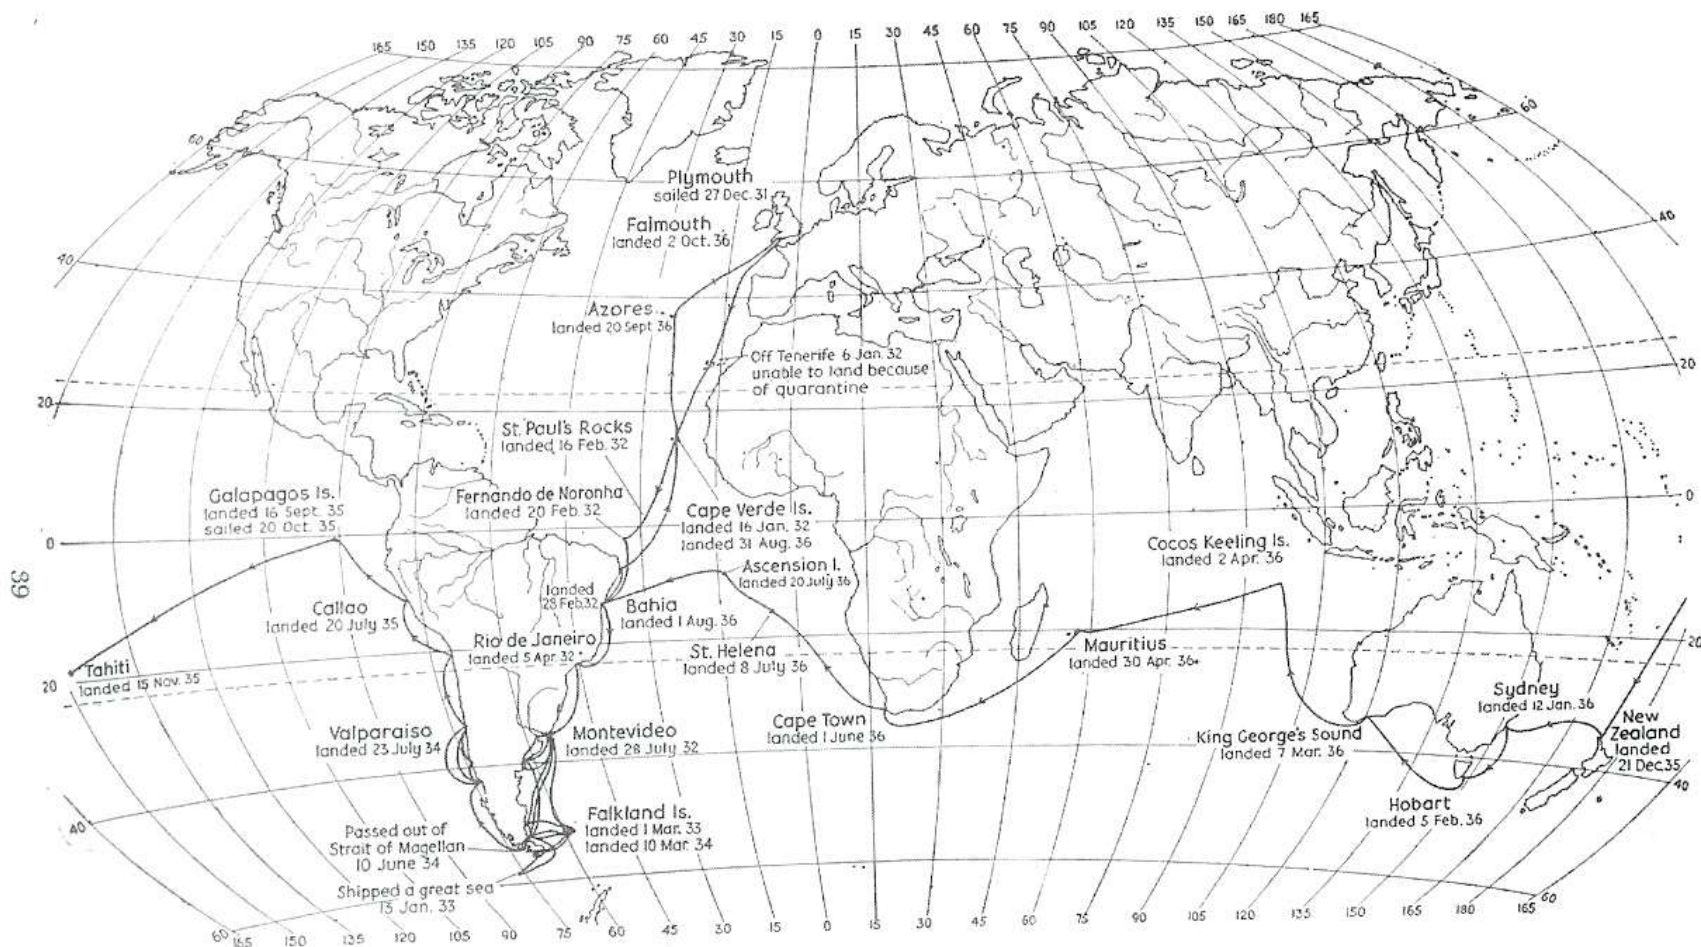 165 150 135 120 105 90 75 60 45 30 15 0 15 30 45 60 75 90 105 120 135 150 165 180 165
60
60
Plymouth
sailed 27 Dec. 31
Falmouth
landed 2 Oct. 36
40
40
Azores
landed 20 Sept 36
Off Tenerife 6 Jan. 32
unable to land because
of quarantine
20
20
St. Paul's Rocks
landed 16 Feb. 32
Galapagos Is.
landed 16 Sept. 35
sailed 20 Oct. 35
Fernando de Noronha
landed 20 Feb. 32
Cape Verde Is.
landed 16 Jan. 32
landed 31 Aug. 36
0
0
Cocos Keeling Is.
landed 2 Apr. 36
39
Ascension I.
landed 20 July 36
landed
28 Feb. 32
Bahia
landed 1 Aug. 36
Callao
landed 20 July 35
Rio de Janeiro
landed 5 Apr. 32
St. Helena
landed 8 July 36
Mauritius
landed 30 Apr. 36
20
20
Tahiti
landed 15 Nov. 35
Sydney
landed 12 Jan. 36
Valparaiso
landed 23 July 34
Montevideo
landed 28 July 32
Cape Town
landed 1 June 36
King George's Sound
landed 7 Mar. 36
New
Zealand
landed
21 Dec. 35
40
40
Hobart
landed 5 Feb. 36
Falkland Is.
landed 1 Mar. 33
landed 10 Mar. 34
Passed out of
Strait of Magellan
10 June 34
Shipped a great sea
13 Jan. 33
60
60
165 150 135 120 105 90 75 60 45 30 15 0 15 30 45 60 75 90 105 120 135 150 165 180 165